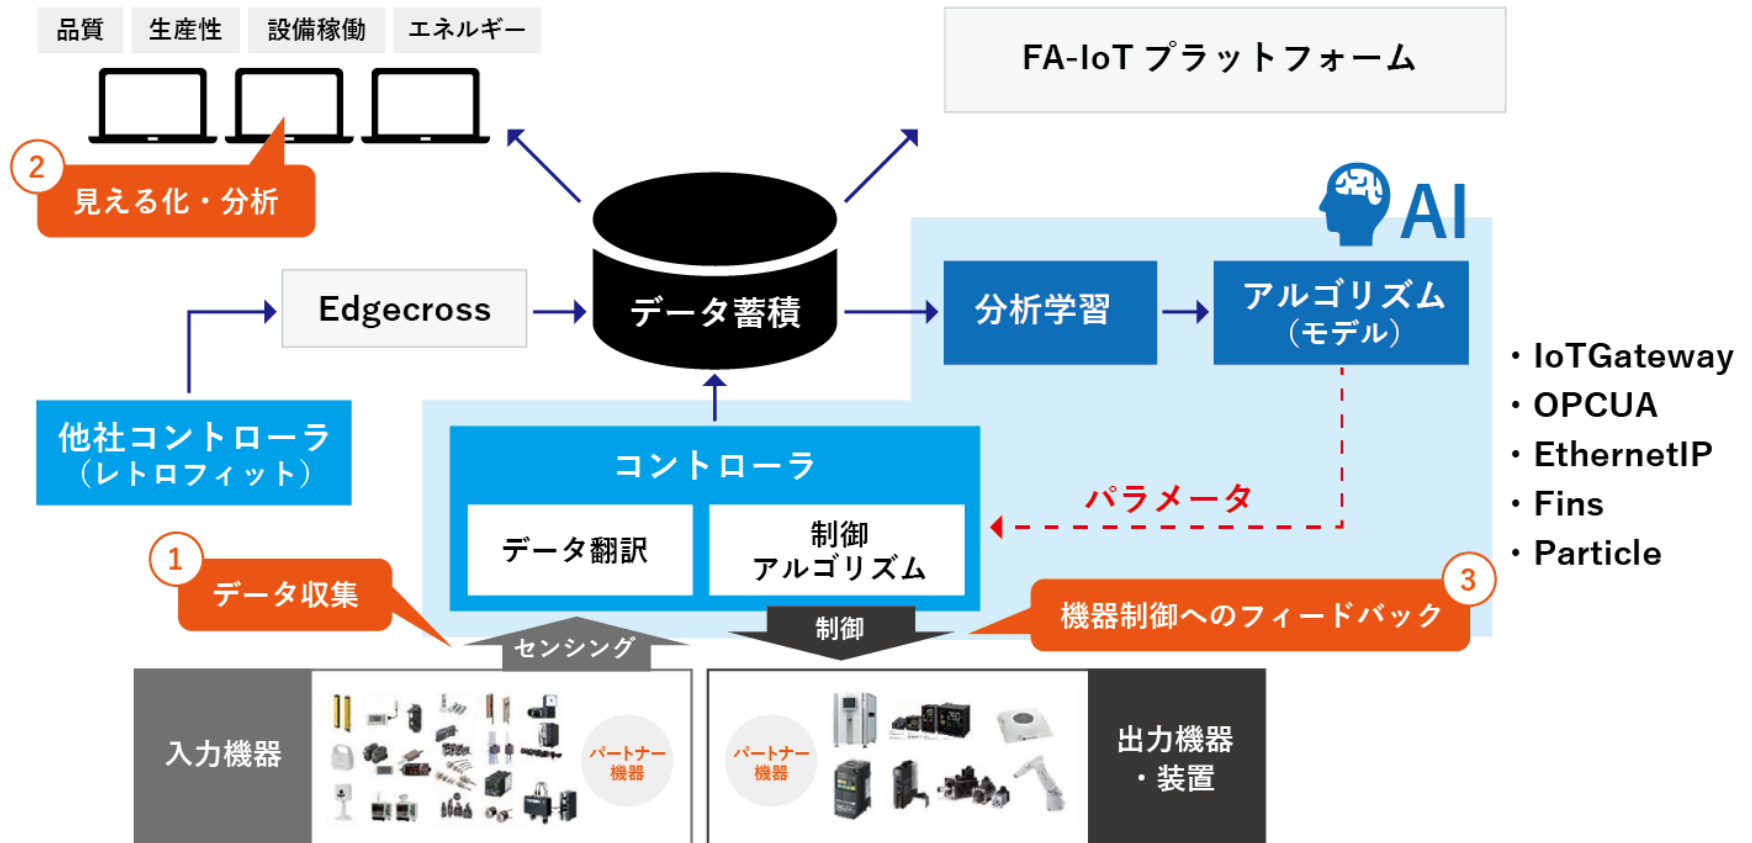 品質 生産性 設備稼働 エネルギー
FA-IoT プラットフォーム
2
見える化・分析
AI
Edgecross
データ蓄積
分析学習
アルゴリズム
（モデル）
他社コントローラ
（レトロフィット）
コントローラ
データ翻訳
制御
アルゴリズム
パラメータ
・IoTGateway
・OPCUA
・EthernetIP
・Fins
・Particle
1
データ収集
3
機器制御へのフィードバック
センシング
制御
入力機器
パートナー
機器
パートナー
機器
出力機器
・装置